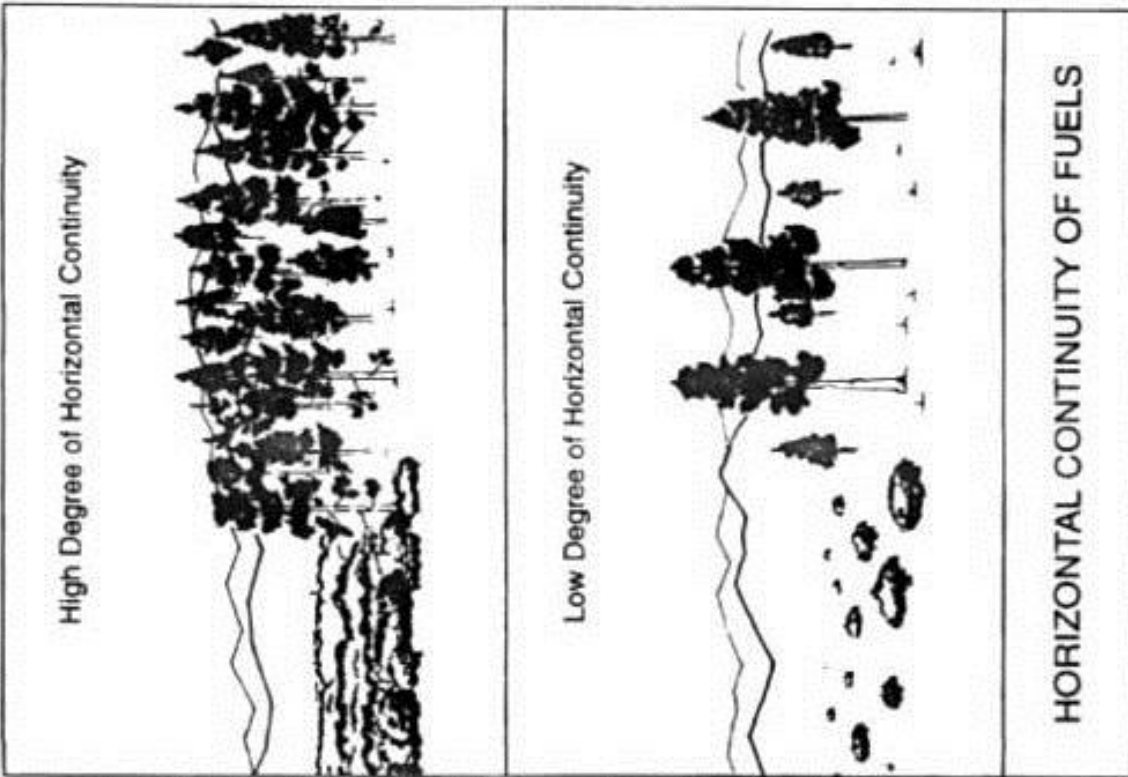 High Degree of Horizontal Continuity
Low Degree of Horizontal Continuity
HORIZONTAL CONTINUITY OF FUELS